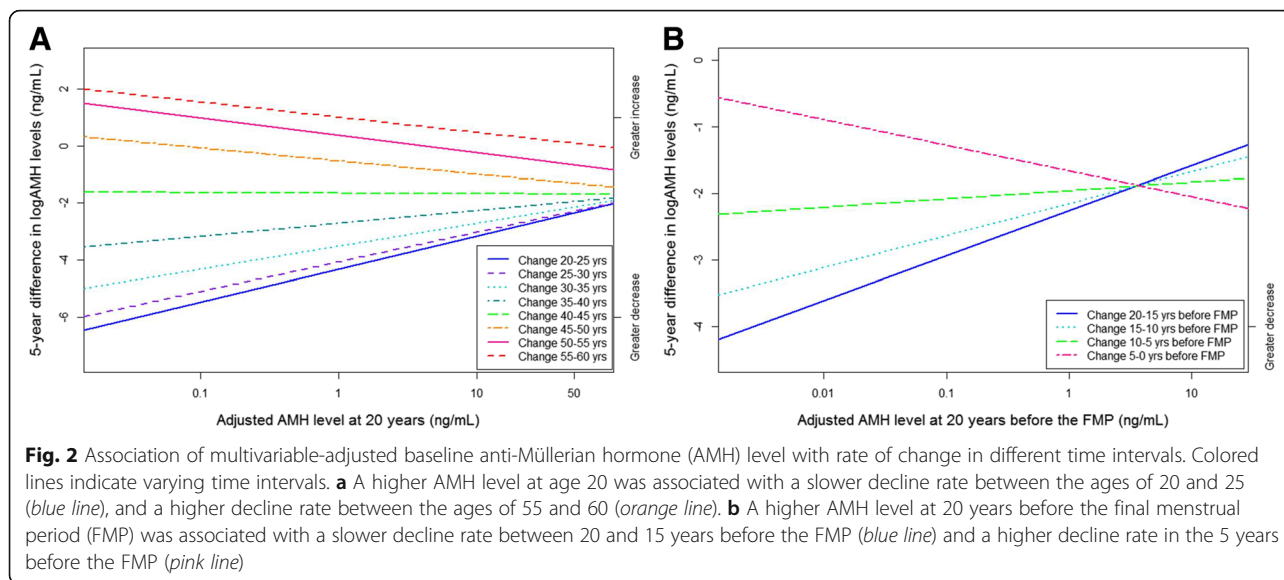 A
5-year difference in logAMH levels (ng/mL)
2
0
-2
-4
-6
Greater increase
Greater decrease
Change 20-25 yrs
Change 25-30 yrs
Change 30-35 yrs
Change 35-40 yrs
Change 40-45 yrs
Change 45-50 yrs
Change 50-55 yrs
Change 55-60 yrs
0.1
1
10
50
Adjusted AMH level at 20 years (ng/mL)
B
5-year difference in logAMH levels (ng/mL)
0
-1
-2
-3
-4
Greater decrease
Change 20-15 yrs before FMP
Change 15-10 yrs before FMP
Change 10-5 yrs before FMP
Change 5-0 yrs before FMP
0.01
0.1
1
10
Adjusted AMH level at 20 years before the FMP (ng/mL)
Fig. 2 Association of multivariable-adjusted baseline anti-Müllerian hormone (AMH) level with rate of change in different time intervals. Colored
lines indicate varying time intervals. a A higher AMH level at age 20 was associated with a slower decline rate between the ages of 20 and 25
(blue line), and a higher decline rate between the ages of 55 and 60 (orange line). b A higher AMH level at 20 years before the final menstrual
period (FMP) was associated with a slower decline rate between 20 and 15 years before the FMP (blue line) and a higher decline rate in the 5 years
before the FMP (pink line)